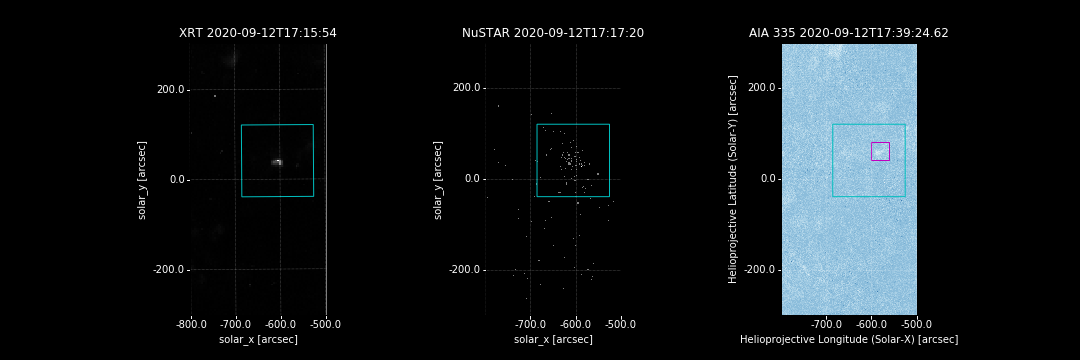 XRT 2020-09-12T17:15:54
200.0
0.0
-200.0
solar_y [arcsec]
-800.0 -700.0 -600.0 -500.0
solar_x [arcsec]
NuSTAR 2020-09-12T17:17:20
200.0
0.0
-200.0
solar_y [arcsec]
-700.0 -600.0 -500.0
solar_x [arcsec]
AIA 335 2020-09-12T17:39:24.62
200.0
0.0
-200.0
Helioprojective Latitude (Solar-Y) [arcsec]
-700.0 -600.0 -500.0
Helioprojective Longitude (Solar-X) [arcsec]